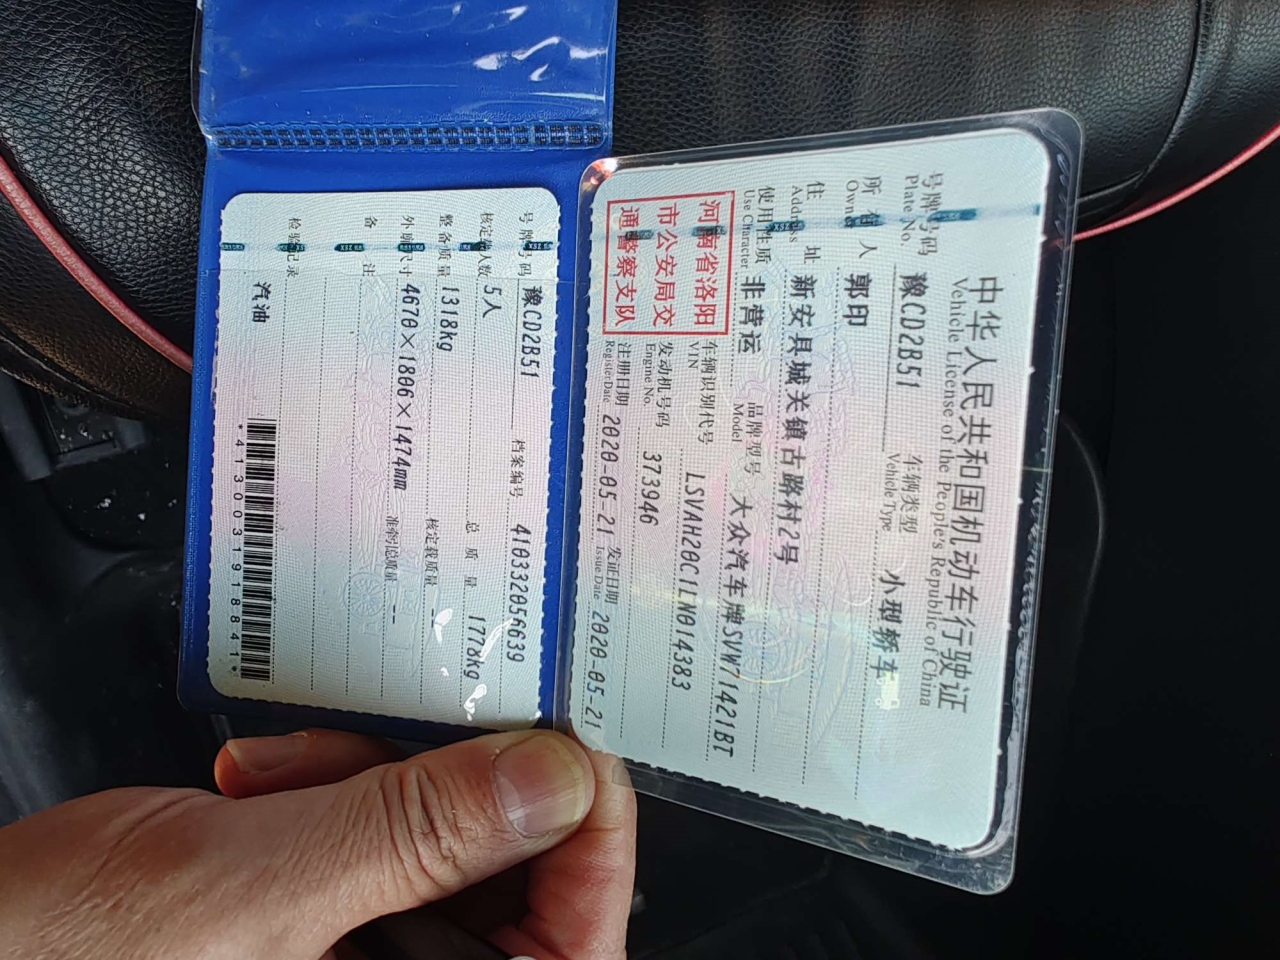 中华人民共和国机动车行驶证
Vehicle License of the People's Republic of China
号牌号码 豫CD2B51 车辆类型 小型轿车
Plate No. Vehicle Type
所有人 郭印
Owner
住址 新安县城关镇古路村2号
Address
使用性质 非营运 品牌型号 大众汽车牌SVW71421BT
Use Character Model
河南省洛阳
市公安局交
通警察支队
车辆识别代号 LSVAH20C1LN014383
VIN
发动机号码 373946
Engine No.
注册日期 2020-05-21 发证日期 2020-05-21
Register Date Issue Date
号牌号码 豫CD2B51 档案编号 410332056639
核定载人数 5人 总质量 1778kg
整备质量 1318kg 核定载质量 --
外廓尺寸 4670×1806×1474mm 准牵总质量 --
备注
检验记录
汽油
*4130031191884 1*